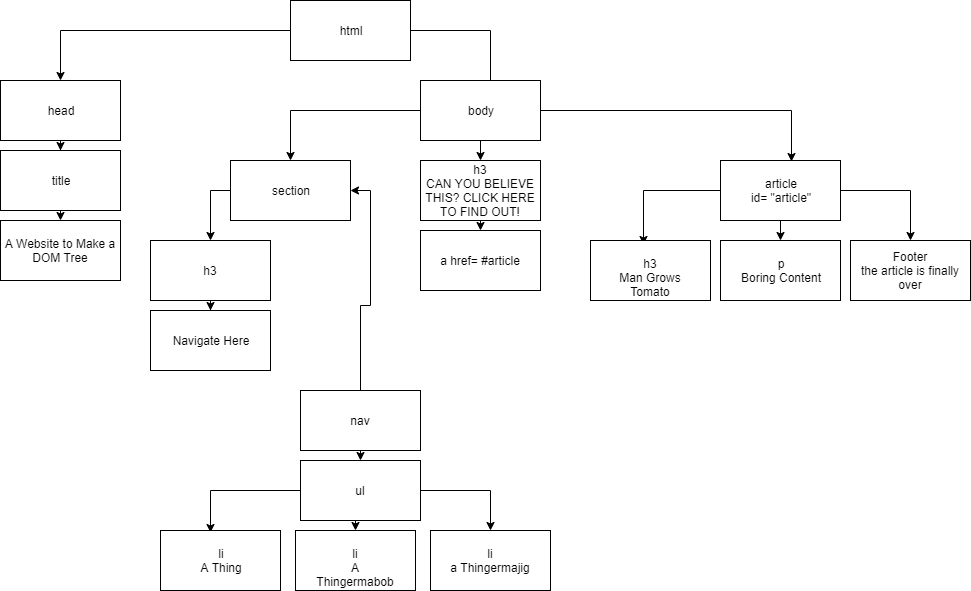 html
head
body
title
section
h3
CAN YOU BELIEVE
THIS? CLICK HERE
TO FIND OUT!
article
id= "article"
A Website to Make a
DOM Tree
h3
a href= #article
h3
Man Grows
Tomato
p
Boring Content
Footer
the article is finally
over
Navigate Here
nav
ul
li
A Thing
li
A
Thingermabob
li
a Thingermajig